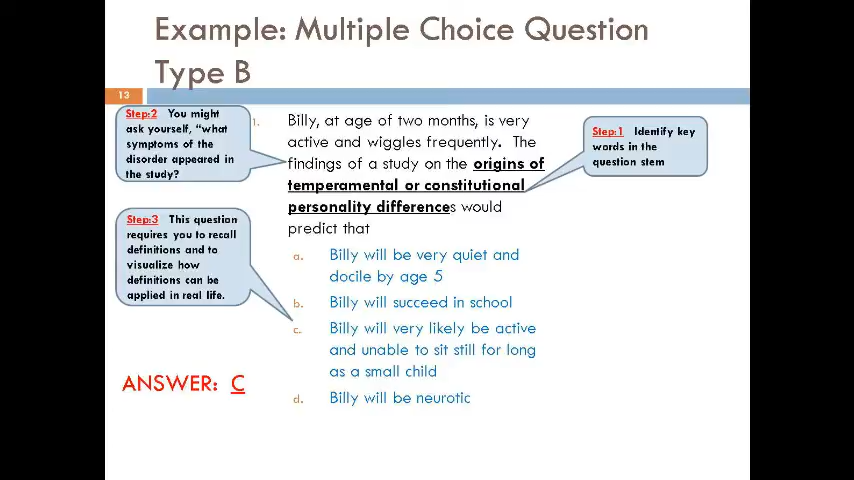 Example: Multiple Choice Question
Type B
13
Step:2 You might
ask yourself, "what
symptoms of the
disorder appeared in
the study?
Step:1 Identify key
words in the
question stem
1. Billy, at age of two months, is very
active and wiggles frequently. The
findings of a study on the origins of
temperamental or constitutional
personality differences would
predict that
Step:3 This question
requires you to recall
definitions and to
visualize how
definitions can be
applied in real life.
a. Billy will be very quiet and
docile by age 5
b. Billy will succeed in school
c. Billy will very likely be active
and unable to sit still for long
as a small child
d. Billy will be neurotic
ANSWER: C